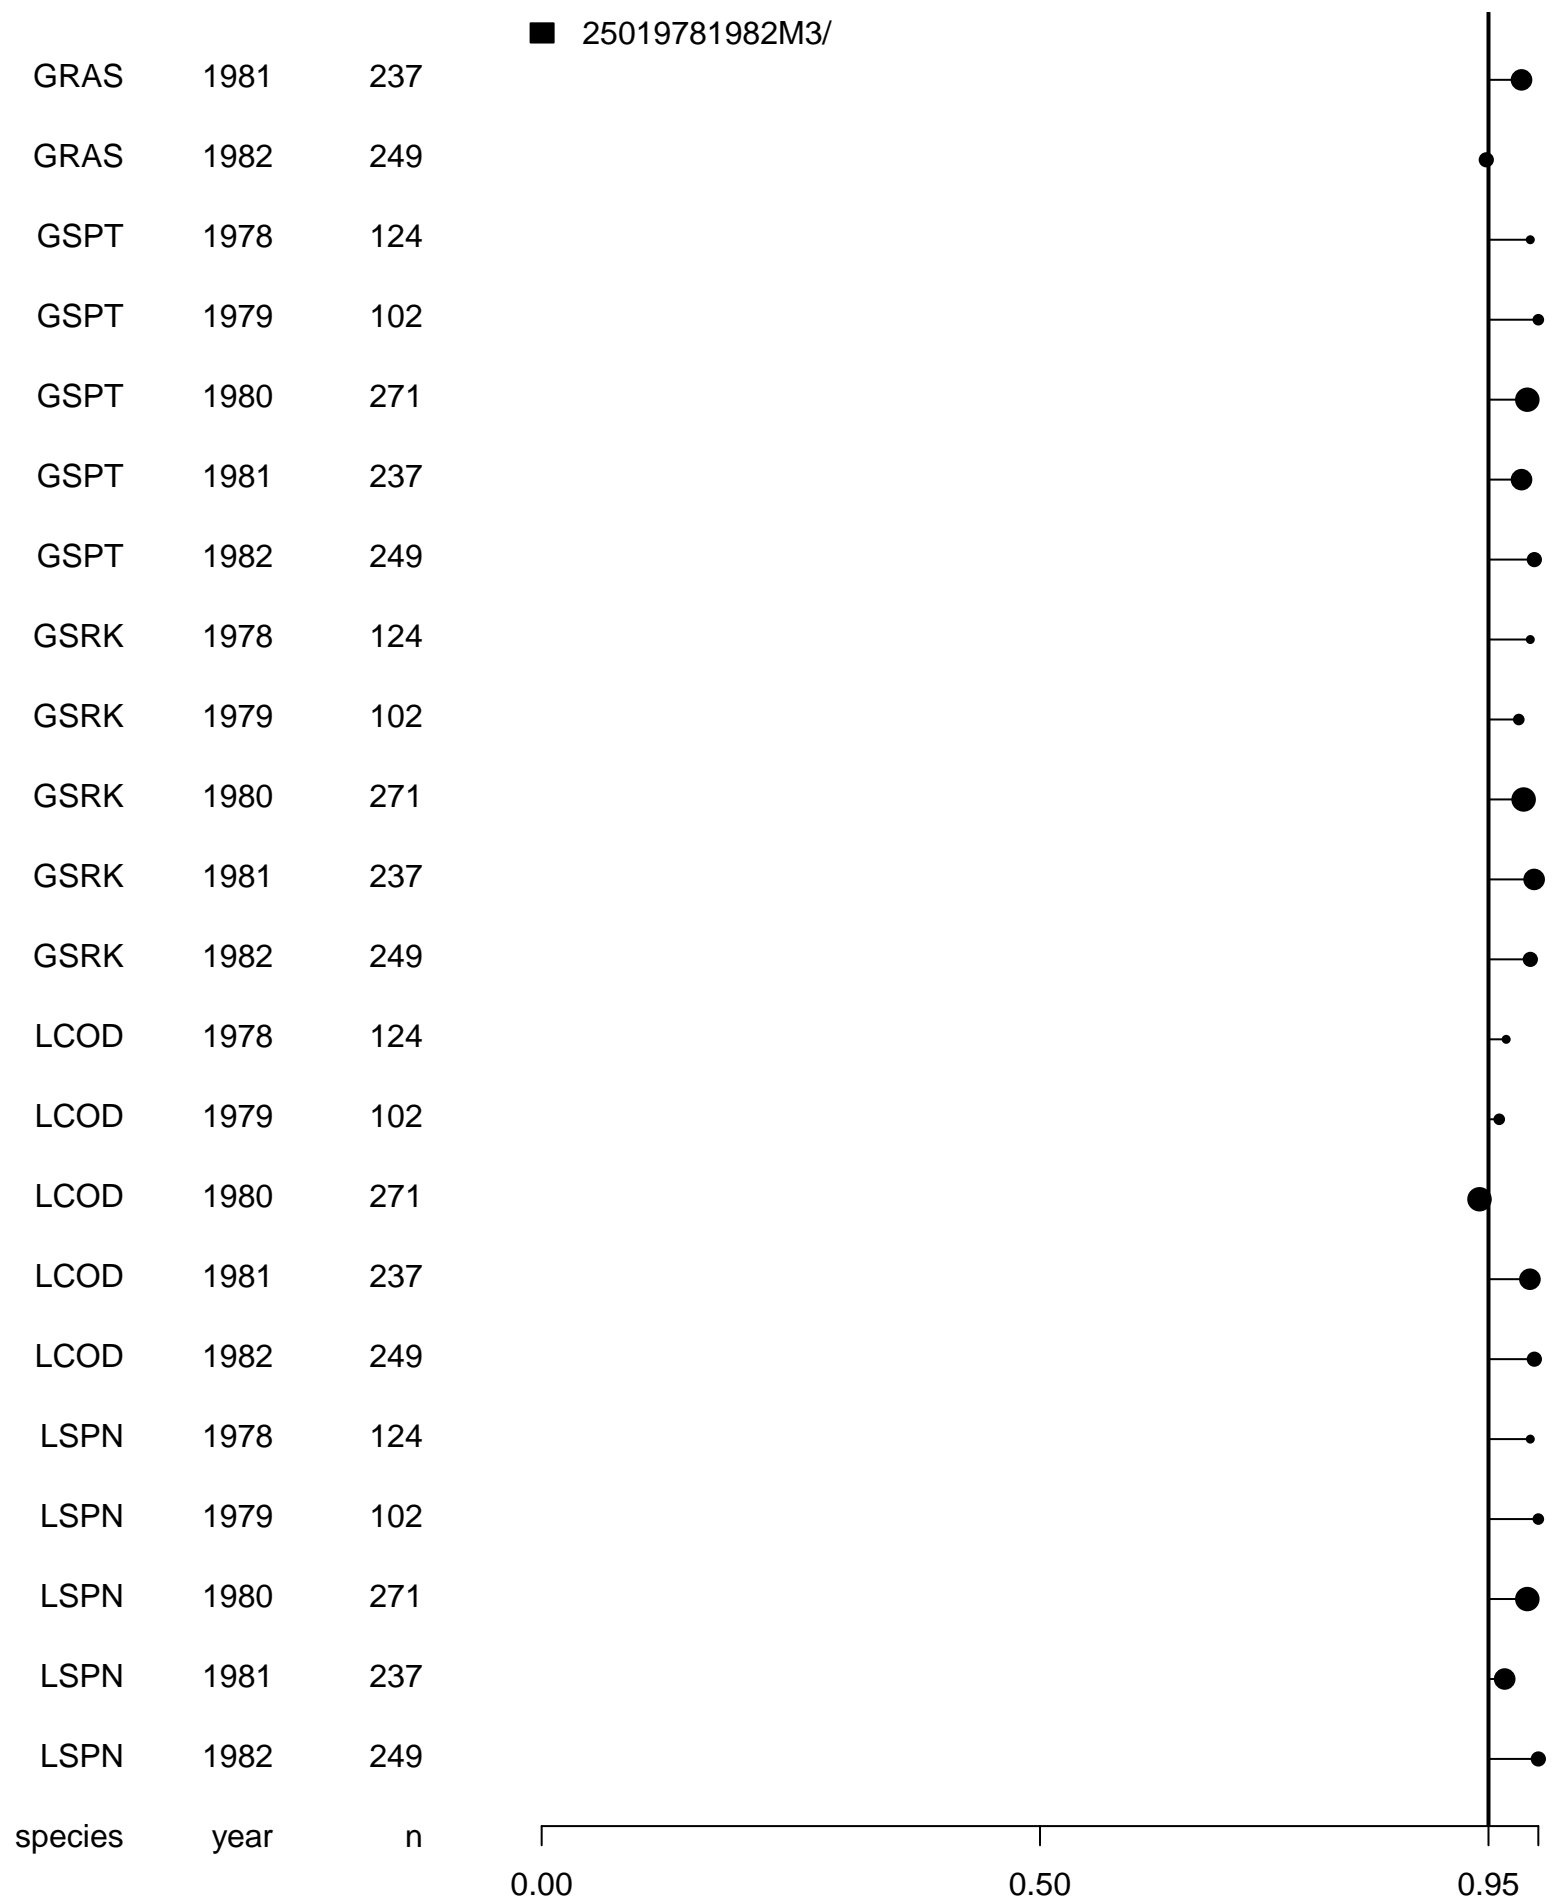 25019781982M3/
GRAS 1981 237
GRAS 1982 249
GSPT 1978 124
GSPT 1979 102
GSPT 1980 271
GSPT 1981 237
GSPT 1982 249
GSRK 1978 124
GSRK 1979 102
GSRK 1980 271
GSRK 1981 237
GSRK 1982 249
LCOD 1978 124
LCOD 1979 102
LCOD 1980 271
LCOD 1981 237
LCOD 1982 249
LSPN 1978 124
LSPN 1979 102
LSPN 1980 271
LSPN 1981 237
LSPN 1982 249
species year n
0.00 0.50 0.95